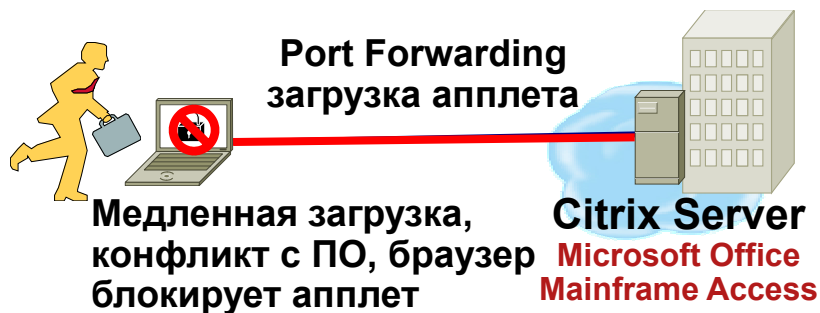 Port Forwarding
загрузка апплета
Медленная загрузка,
конфликт с ПО, браузер
блокирует апплет
Citrix Server
Microsoft Office
Mainframe Access